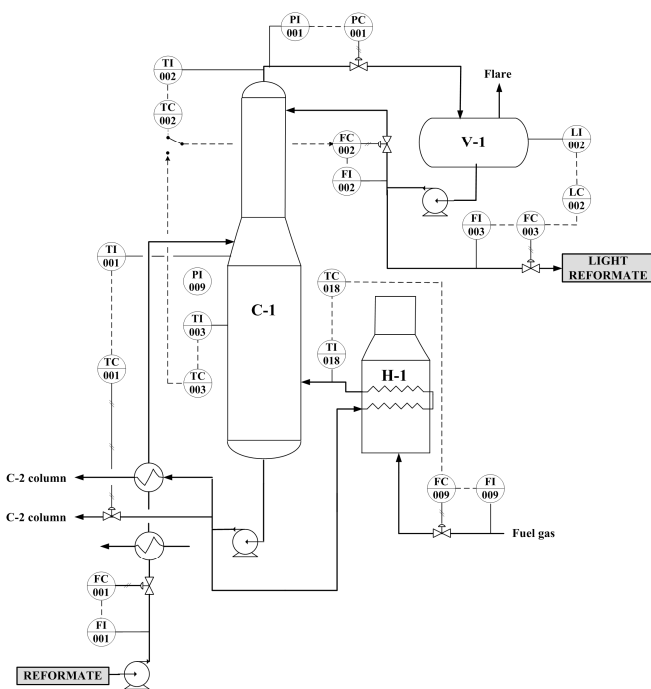 PI
001
PC
001
TI
002
Flare
TC
002
V-1
LI
002
FC
002
FI
002
LC
002
FI
003
FC
003
TI
001
LIGHT
REFORMATE
PI
009
TC
018
C-1
TI
003
TI
018
TC
001
TC
003
H-1
C-2 column
FC
009
FI
009
C-2 column
Fuel gas
FC
001
FI
001
REFORMATE